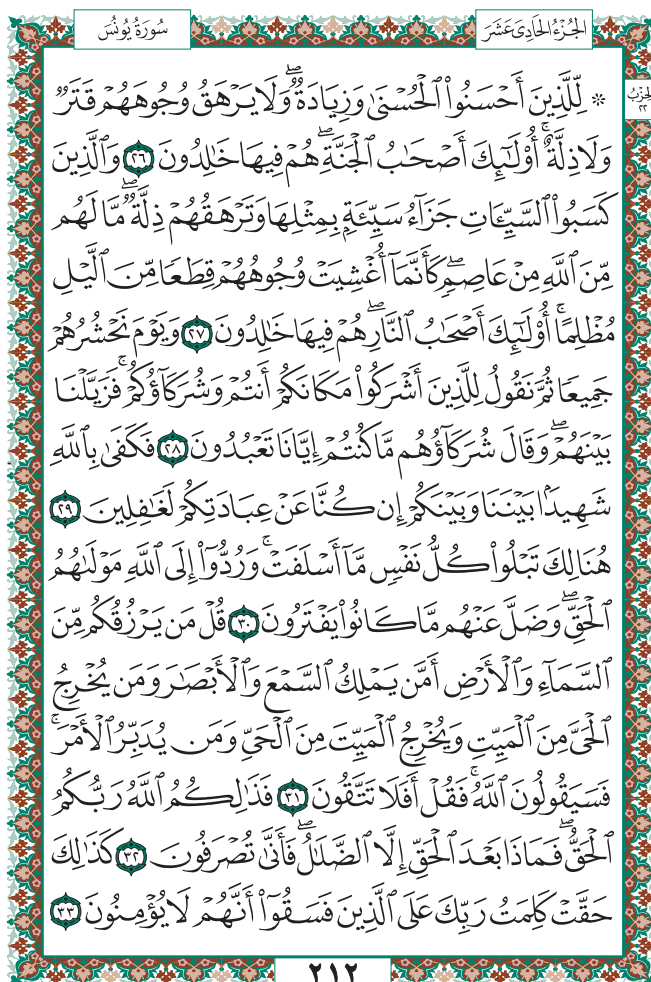 الجُزْءُ الحَادِى عَشَرَ
سُورَةُ يُونُسَ
الحِزْبُ
٢٢
۞ لِّلَّذِينَ أَحْسَنُوا۟ ٱلْحُسْنَىٰ وَزِيَادَةٌۖ وَلَا يَرْهَقُ وُجُوهَهُمْ قَتَرٌ
وَلَا ذِلَّةٌۚ أُو۟لَٰٓئِكَ أَصْحَٰبُ ٱلْجَنَّةِۖ هُمْ فِيهَا خَٰلِدُونَ ٢٦ وَٱلَّذِينَ
كَسَبُوا۟ ٱلسَّيِّـَٔاتِ جَزَآءُ سَيِّئَةٍۭ بِمِثْلِهَا وَتَرْهَقُهُمْ ذِلَّةٌۖ مَّا لَهُم
مِّنَ ٱللَّهِ مِنْ عَاصِمٍۖ كَأَنَّمَآ أُغْشِيَتْ وُجُوهُهُمْ قِطَعًا مِّنَ ٱلَّيْلِ
مُظْلِمًاۚ أُو۟لَٰٓئِكَ أَصْحَٰبُ ٱلنَّارِۖ هُمْ فِيهَا خَٰلِدُونَ ٢٧ وَيَوْمَ نَحْشُرُهُمْ
جَمِيعًا ثُمَّ نَقُولُ لِلَّذِينَ أَشْرَكُوا۟ مَكَانَكُمْ أَنتُمْ وَشُرَكَآؤُكُمْۚ فَزَيَّلْنَا
بَيْنَهُمْۖ وَقَالَ شُرَكَآؤُهُم مَّا كُنتُمْ إِيَّانَا تَعْبُدُونَ ٢٨ فَكَفَىٰ بِٱللَّهِ
شَهِيدًۢا بَيْنَنَا وَبَيْنَكُمْ إِن كُنَّا عَنْ عِبَادَتِكُمْ لَغَٰفِلِينَ ٢٩
هُنَالِكَ تَبْلُوا۟ كُلُّ نَفْسٍ مَّآ أَسْلَفَتْۚ وَرُدُّوٓا۟ إِلَى ٱللَّهِ مَوْلَىٰهُمُ
ٱلْحَقِّۖ وَضَلَّ عَنْهُم مَّا كَانُوا۟ يَفْتَرُونَ ٣٠ قُلْ مَن يَرْزُقُكُم مِّنَ
ٱلسَّمَآءِ وَٱلْأَرْضِ أَمَّن يَمْلِكُ ٱلسَّمْعَ وَٱلْأَبْصَٰرَ وَمَن يُخْرِجُ
ٱلْحَىَّ مِنَ ٱلْمَيِّتِ وَيُخْرِجُ ٱلْمَيِّتَ مِنَ ٱلْحَىِّ وَمَن يُدَبِّرُ ٱلْأَمْرَۚ
فَسَيَقُولُونَ ٱللَّهُۚ فَقُلْ أَفَلَا تَتَّقُونَ ٣١ فَذَٰلِكُمُ ٱللَّهُ رَبُّكُمُ
ٱلْحَقُّۖ فَمَاذَا بَعْدَ ٱلْحَقِّ إِلَّا ٱلضَّلَٰلُۖ فَأَنَّىٰ تُصْرَفُونَ ٣٢ كَذَٰلِكَ
حَقَّتْ كَلِمَتُ رَبِّكَ عَلَى ٱلَّذِينَ فَسَقُوٓا۟ أَنَّهُمْ لَا يُؤْمِنُونَ ٣٣
٢١٢